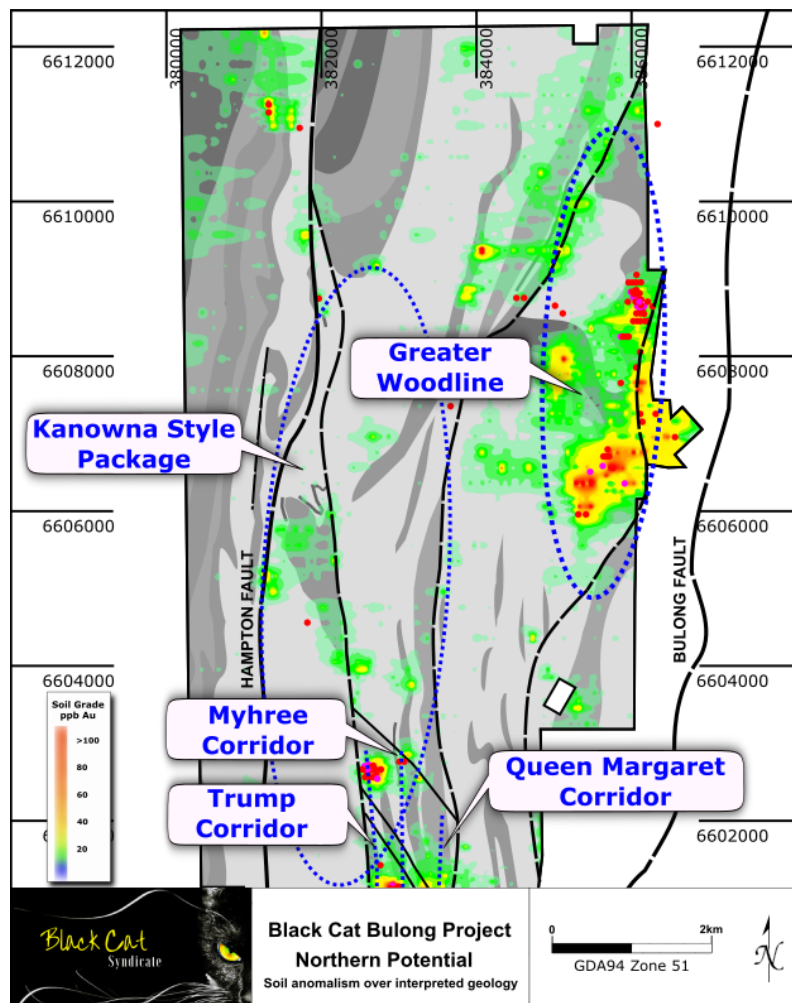 380000
382000
384000
386000
6612000
6612000
6610000
6610000
Greater
Woodline
6608000
6608000
Kanowna Style
Package
6606000
6606000
HAMPTON FAULT
BULONG FAULT
6604000
6604000
Soil Grade
ppb Au
>100
80
60
40
20
Myhree
Corridor
Queen Margaret
Corridor
Trump
Corridor
6602000
Black Cat
Syndicate
Black Cat Bulong Project
Northern Potential
Soil anomalism over interpreted geology
0
2km
GDA94 Zone 51
N